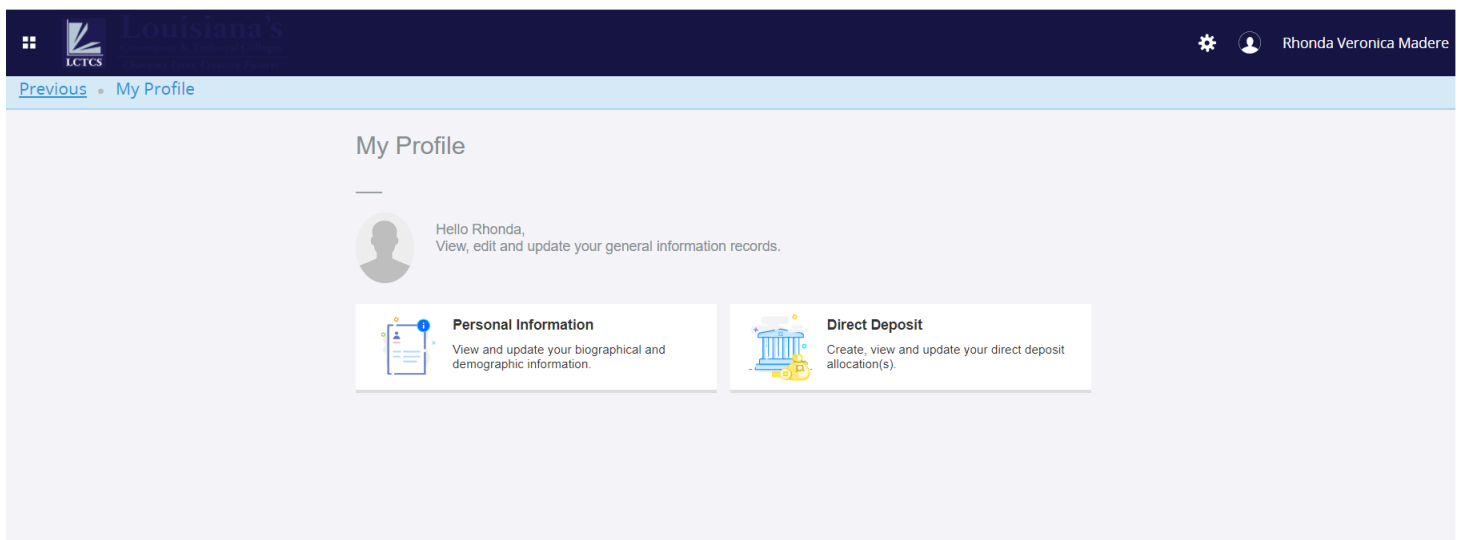 Louisiana's
LCTCS
Rhonda Veronica Madere
Previous • My Profile
My Profile
Hello Rhonda,
View, edit and update your general information records.
Personal Information
View and update your biographical and
demographic information.
Direct Deposit
Create, view and update your direct deposit
allocation(s).